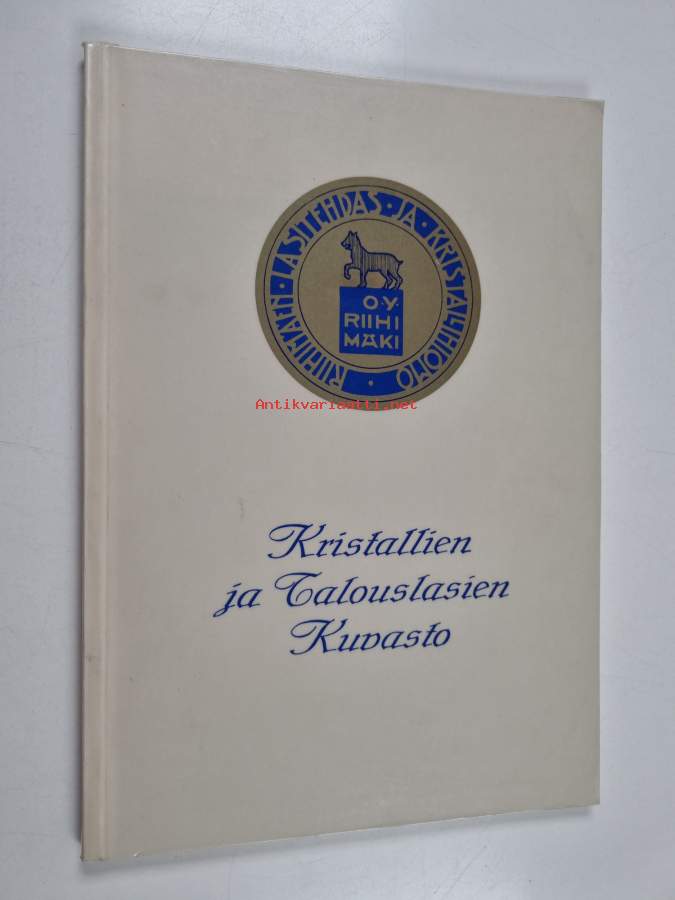 RIIHIMÄEN · LASITEHDAS · JA · KRISTALLIHIOMO ·
O·Y·
RIIHI
MÄKI
Antikvariaatti.net
Kristallien
ja Talouslasien
Kuvasto